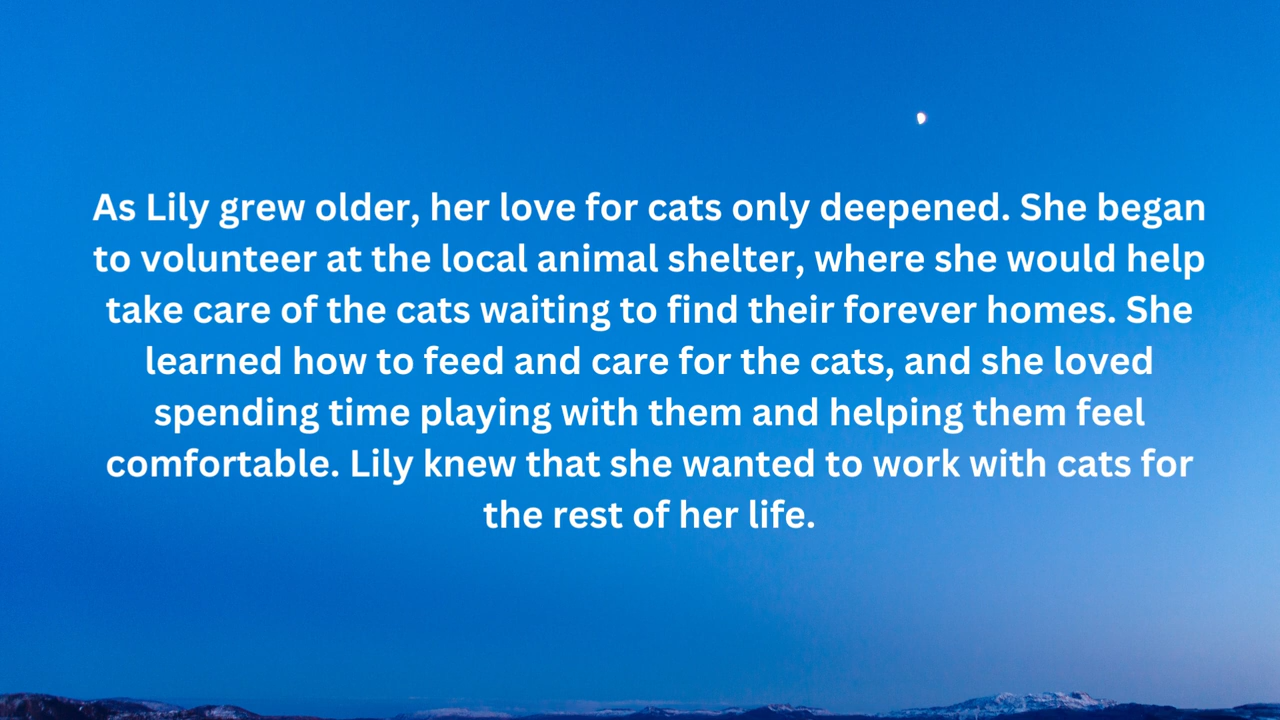 As Lily grew older, her love for cats only deepened. She began
to volunteer at the local animal shelter, where she would help
take care of the cats waiting to find their forever homes. She
learned how to feed and care for the cats, and she loved
spending time playing with them and helping them feel
comfortable. Lily knew that she wanted to work with cats for
the rest of her life.